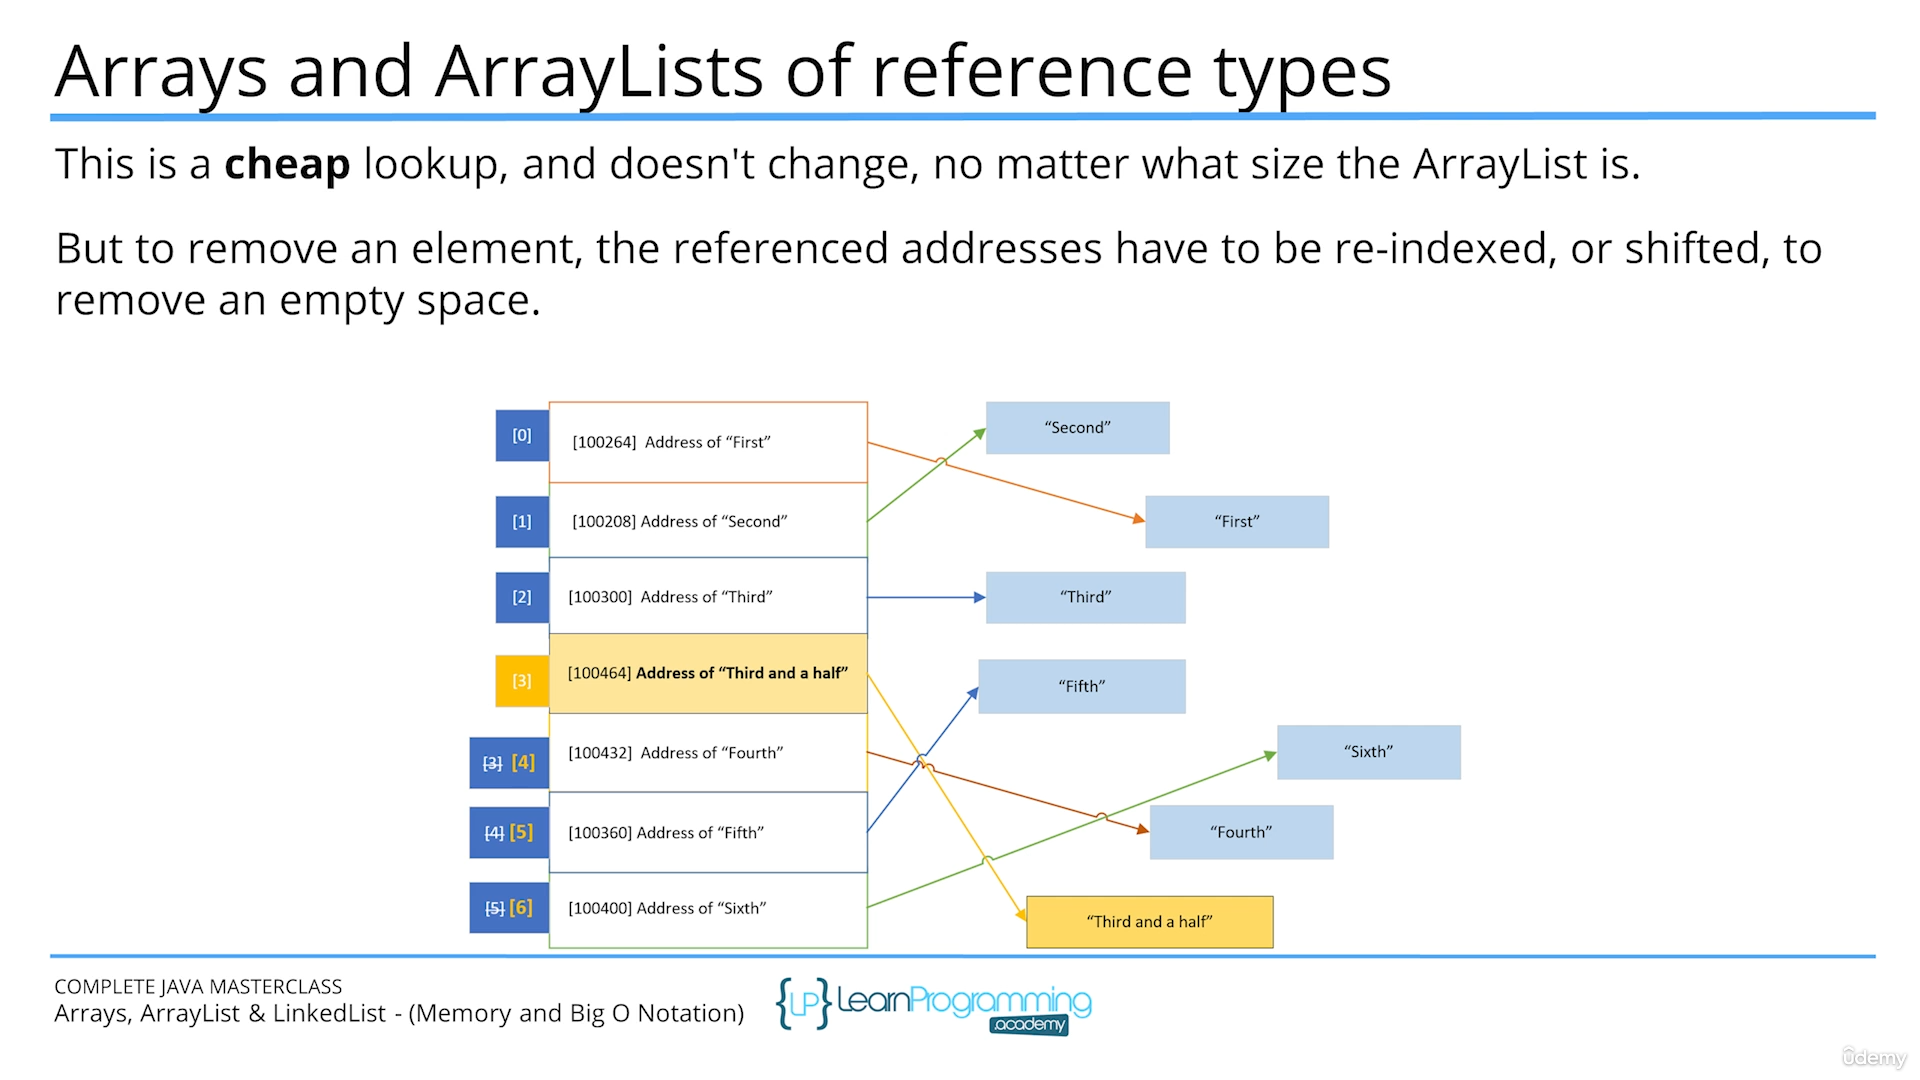 Arrays and ArrayLists of reference types
This is a cheap lookup, and doesn't change, no matter what size the ArrayList is.
But to remove an element, the referenced addresses have to be re-indexed, or shifted, to
remove an empty space.
[0]
[100264] Address of “First”
“Second”
[1]
[100208] Address of “Second”
“First”
[2]
[100300] Address of “Third”
“Third”
[3]
[100464] Address of “Third and a half”
“Fifth”
[3] [4]
[100432] Address of “Fourth”
“Sixth”
[4] [5]
[100360] Address of “Fifth”
“Fourth”
[5] [6]
[100400] Address of “Sixth”
“Third and a half”
COMPLETE JAVA MASTERCLASS
Arrays, ArrayList & LinkedList - (Memory and Big O Notation)
{LP} LearnProgramming
.academy
ûdemy